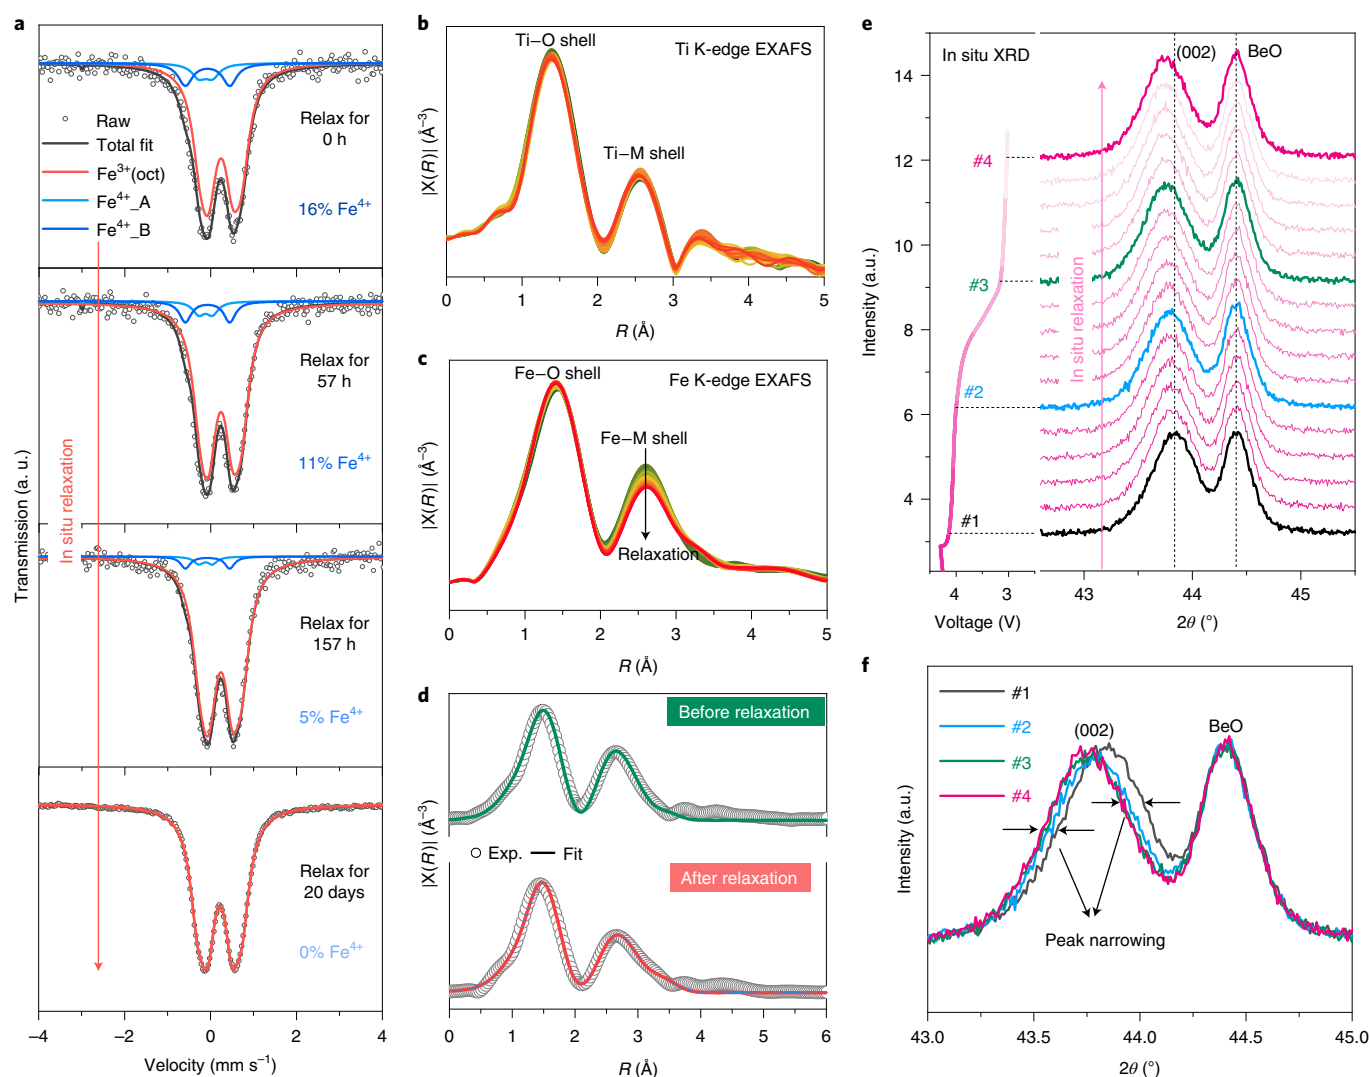 a
Raw
Total fit
Fe3+(oct)
Fe4+_A
Fe4+_B
Relax for
0 h
16% Fe4+
Relax for
57 h
11% Fe4+
Relax for
157 h
5% Fe4+
Relax for
20 days
0% Fe4+
In situ relaxation
Transmission (a. u.)
−4 −2 0 2 4
Velocity (mm s−1)
b
Ti–O shell
Ti K-edge EXAFS
Ti–M shell
|X(R)| (Å−3)
0 1 2 3 4 5
R (Å)
c
Fe–O shell
Fe K-edge EXAFS
Fe–M shell
Relaxation
|X(R)| (Å−3)
0 1 2 3 4 5
R (Å)
d
Before relaxation
Exp. Fit
After relaxation
|X(R)| (Å−3)
0 1 2 3 4 5 6
R (Å)
e
In situ XRD
(002)
BeO
#4
#3
#2
#1
In situ relaxation
Intensity (a.u.)
14
12
10
8
6
4
4 3
Voltage (V)
43 44 45
2θ (°)
f
#1
#2
#3
#4
(002)
BeO
Peak narrowing
Intensity (a.u.)
43.0 43.5 44.0 44.5 45.0
2θ (°)